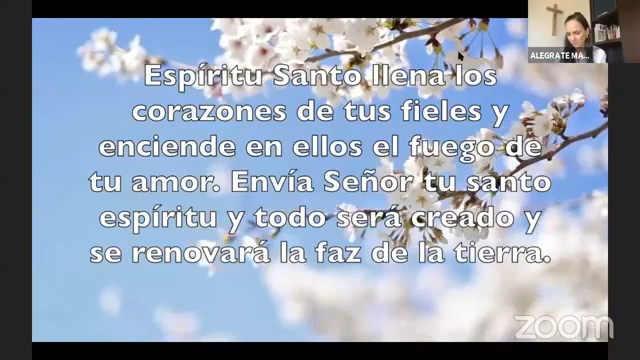 ALEGRATE MA...
Espíritu Santo llena los
corazones de tus fieles y
enciende en ellos el fuego de
tu amor. Envía Señor tu santo
espíritu y todo será creado y
se renovará la faz de la tierra.
zoom